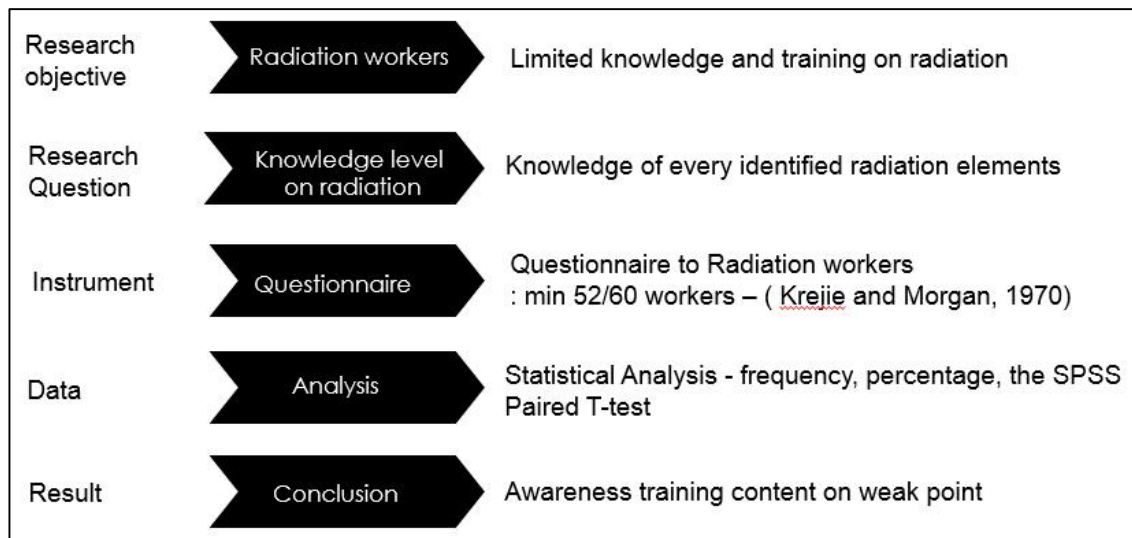 Research
objective
Radiation workers
Limited knowledge and training on radiation
Research
Question
Knowledge level
on radiation
Knowledge of every identified radiation elements
Instrument
Questionnaire
Questionnaire to Radiation workers
: min 52/60 workers – ( Krejie and Morgan, 1970)
Data
Analysis
Statistical Analysis - frequency, percentage, the SPSS
Paired T-test
Result
Conclusion
Awareness training content on weak point